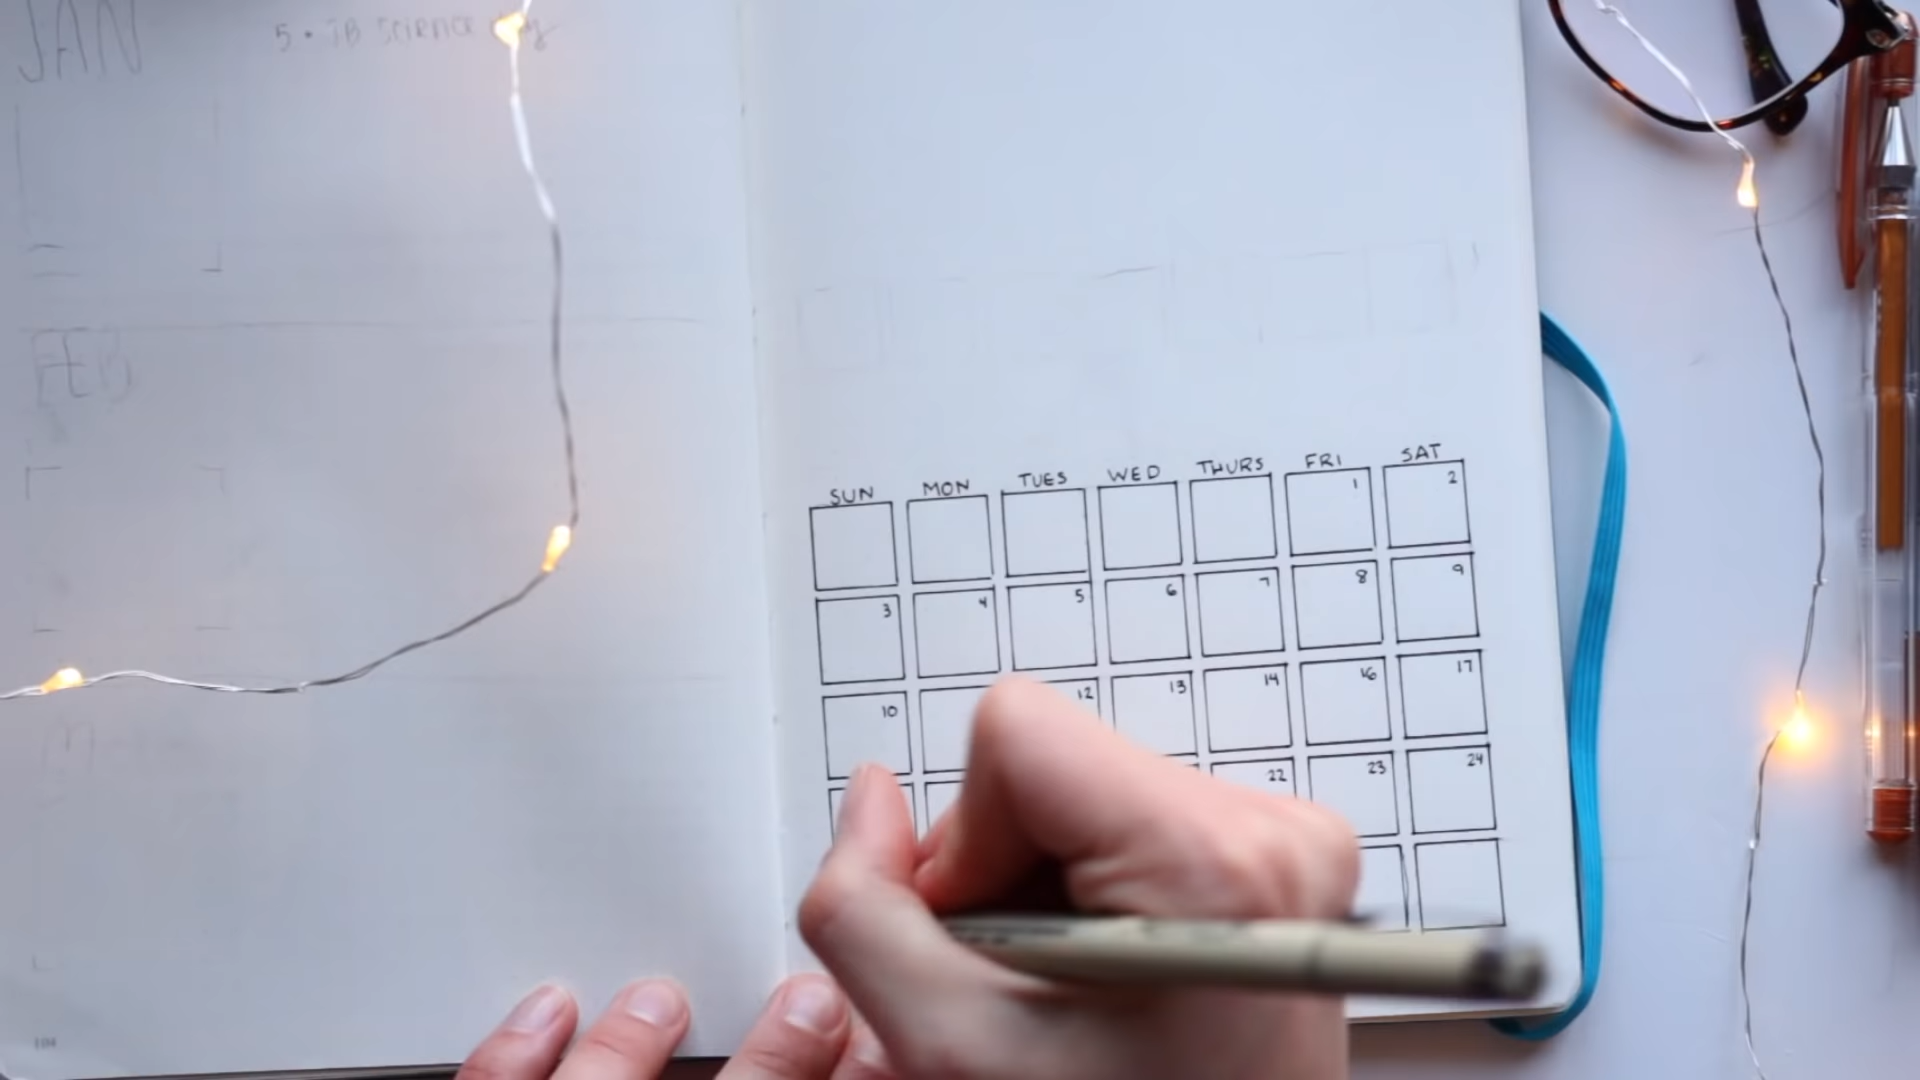 JAN
5 • IB Science
FEB
SUN MON TUES WED THURS FRI SAT
1 2
3 4 5 6 7 8 9
10 12 13 14 16 17
22 23 24